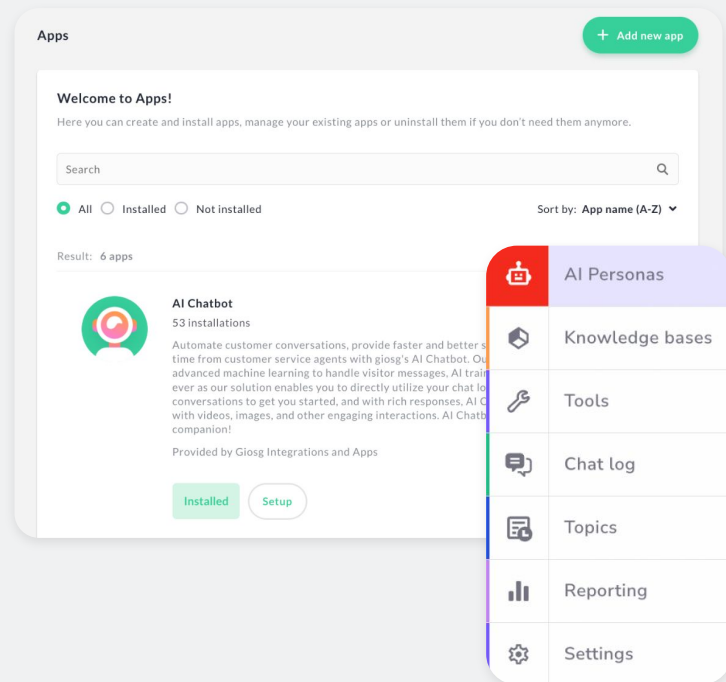 Apps
+ Add new app
Welcome to Apps!
Here you can create and install apps, manage your existing apps or uninstall them if you don't need them anymore.
Search
All Installed Not installed
Sort by: App name (A-Z)
Result: 6 apps
AI Chatbot
53 installations
Automate customer conversations, provide faster and better s
time from customer service agents with giosg's AI Chatbot. Ou
advanced machine learning to handle visitor messages, AI train
ever as our solution enables you to directly utilize your chat lo
conversations to get you started, and with rich responses, AI C
with videos, images, and other engaging interactions. AI Chatb
companion!
Provided by Giosg Integrations and Apps
Installed Setup
AI Personas
Knowledge bases
Tools
Chat log
Topics
Reporting
Settings